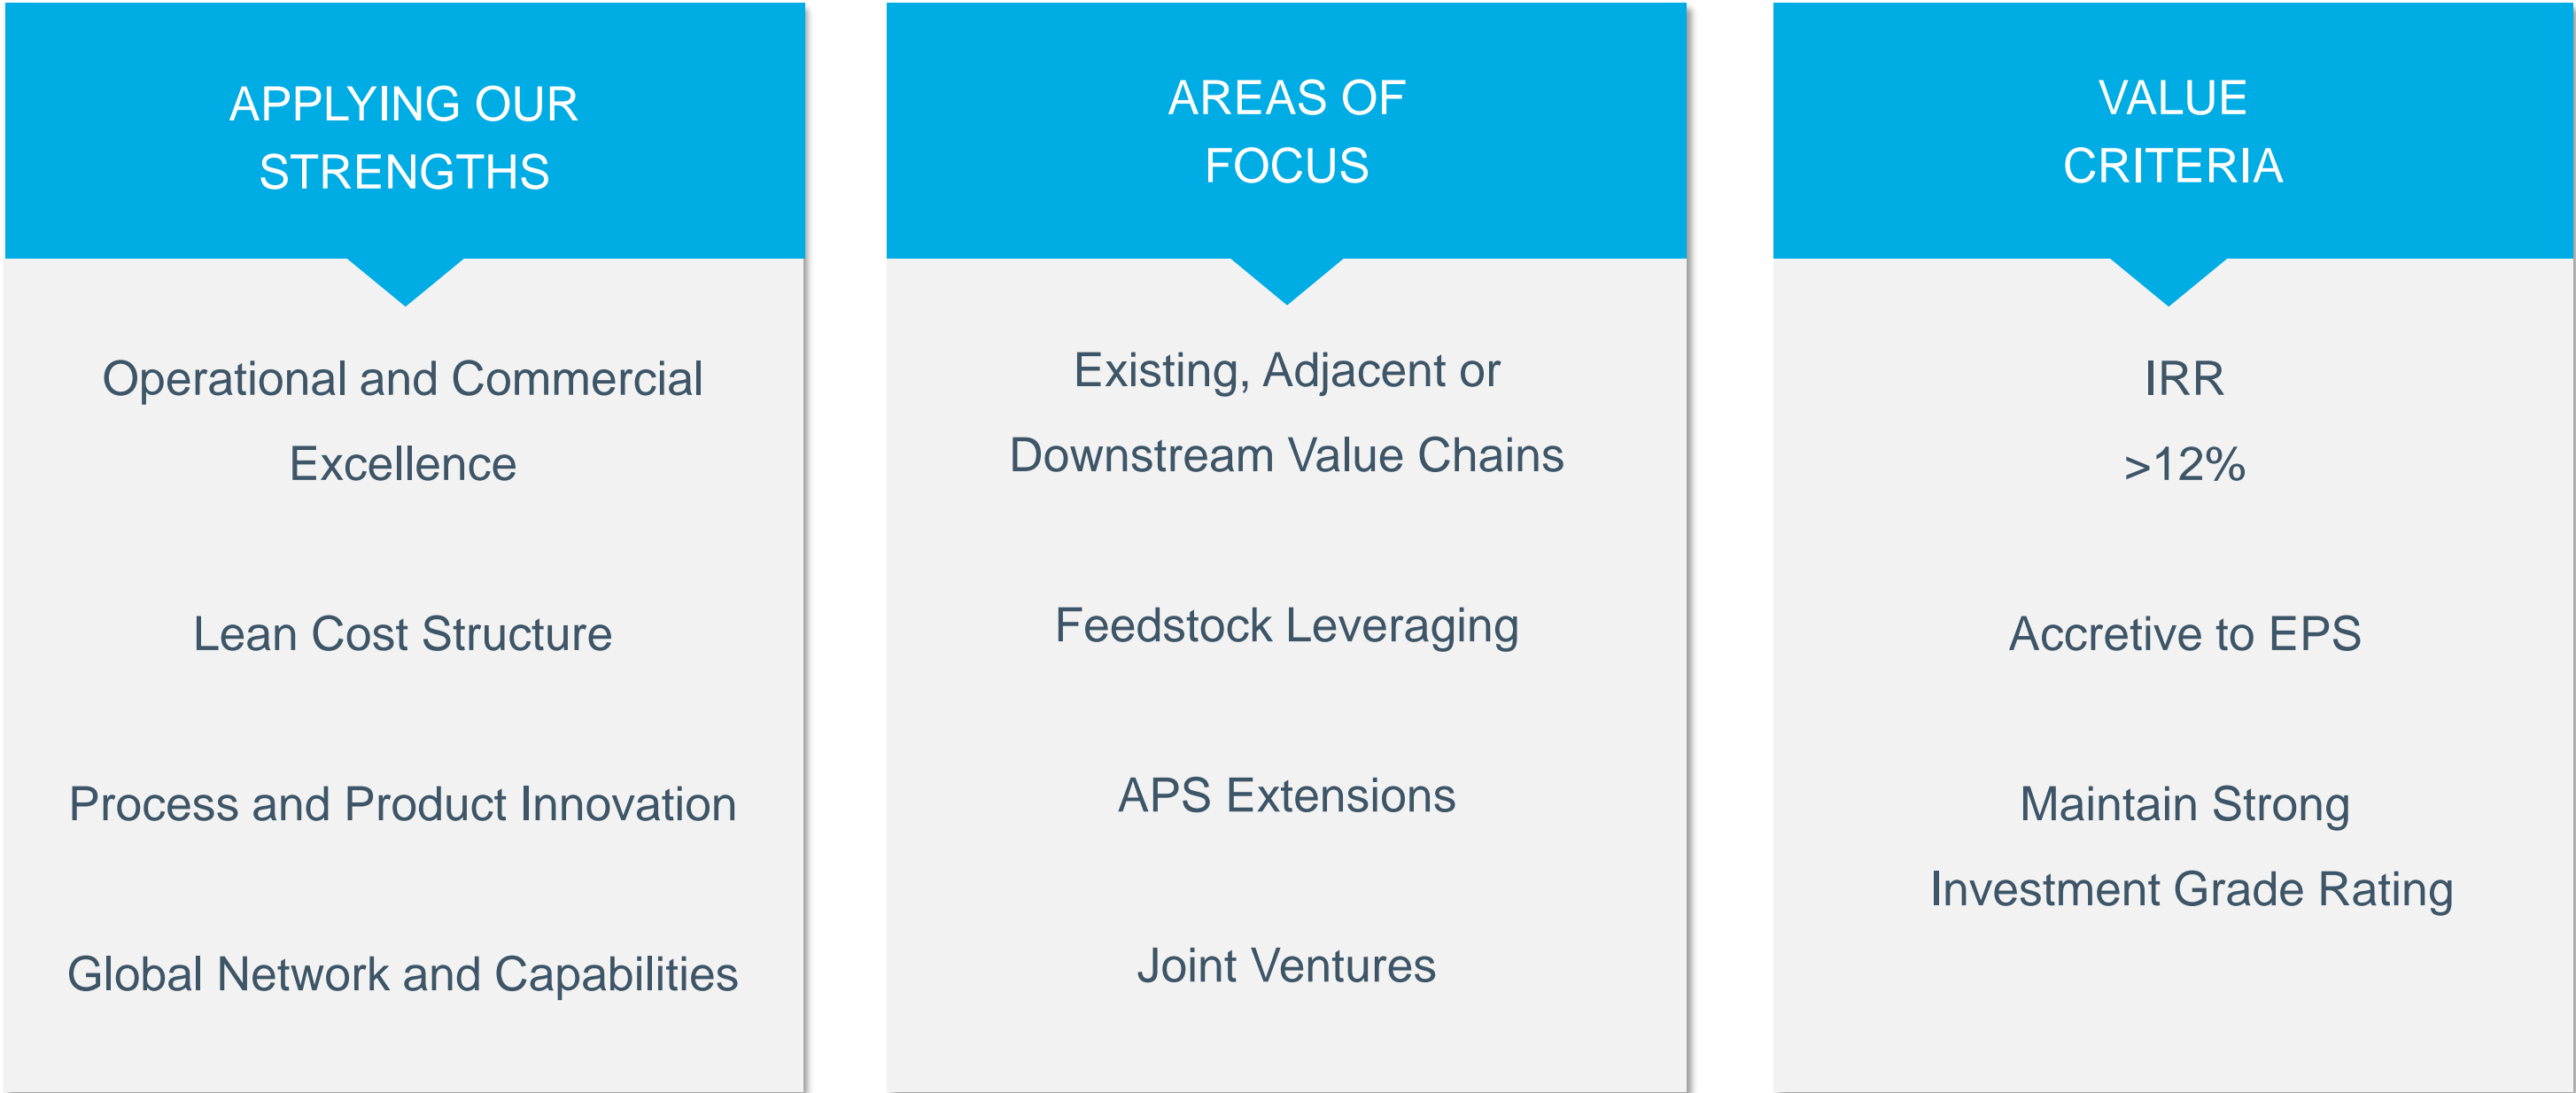 APPLYING OUR
STRENGTHS
Operational and Commercial
Excellence
Lean Cost Structure
Process and Product Innovation
Global Network and Capabilities
AREAS OF
FOCUS
Existing, Adjacent or
Downstream Value Chains
Feedstock Leveraging
APS Extensions
Joint Ventures
VALUE
CRITERIA
IRR
>12%
Accretive to EPS
Maintain Strong
Investment Grade Rating